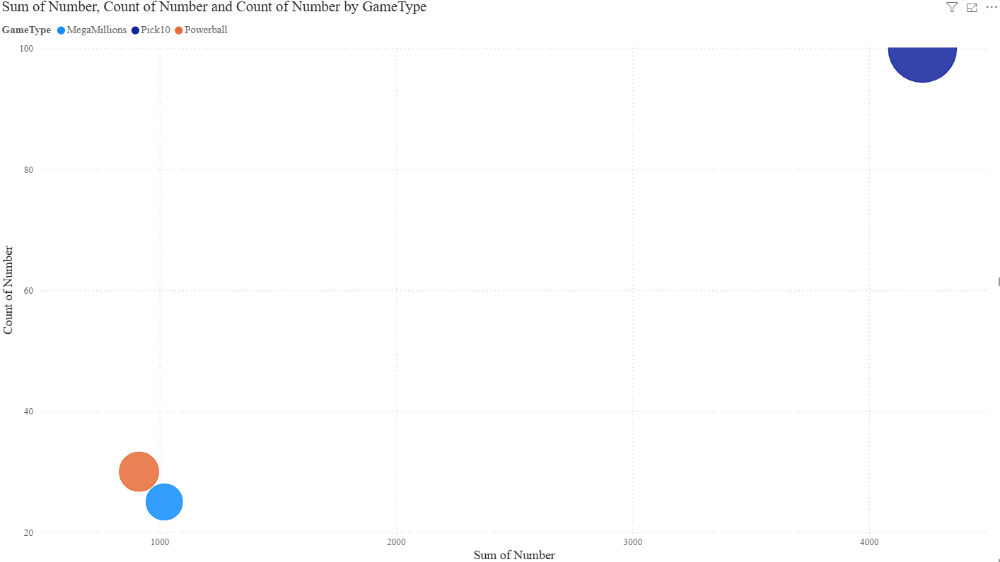 Sum of Number, Count of Number and Count of Number by GameType
GameType MegaMillions Pick10 Powerball
100
80
60
40
20
Count of Number
1000 2000 3000 4000
Sum of Number